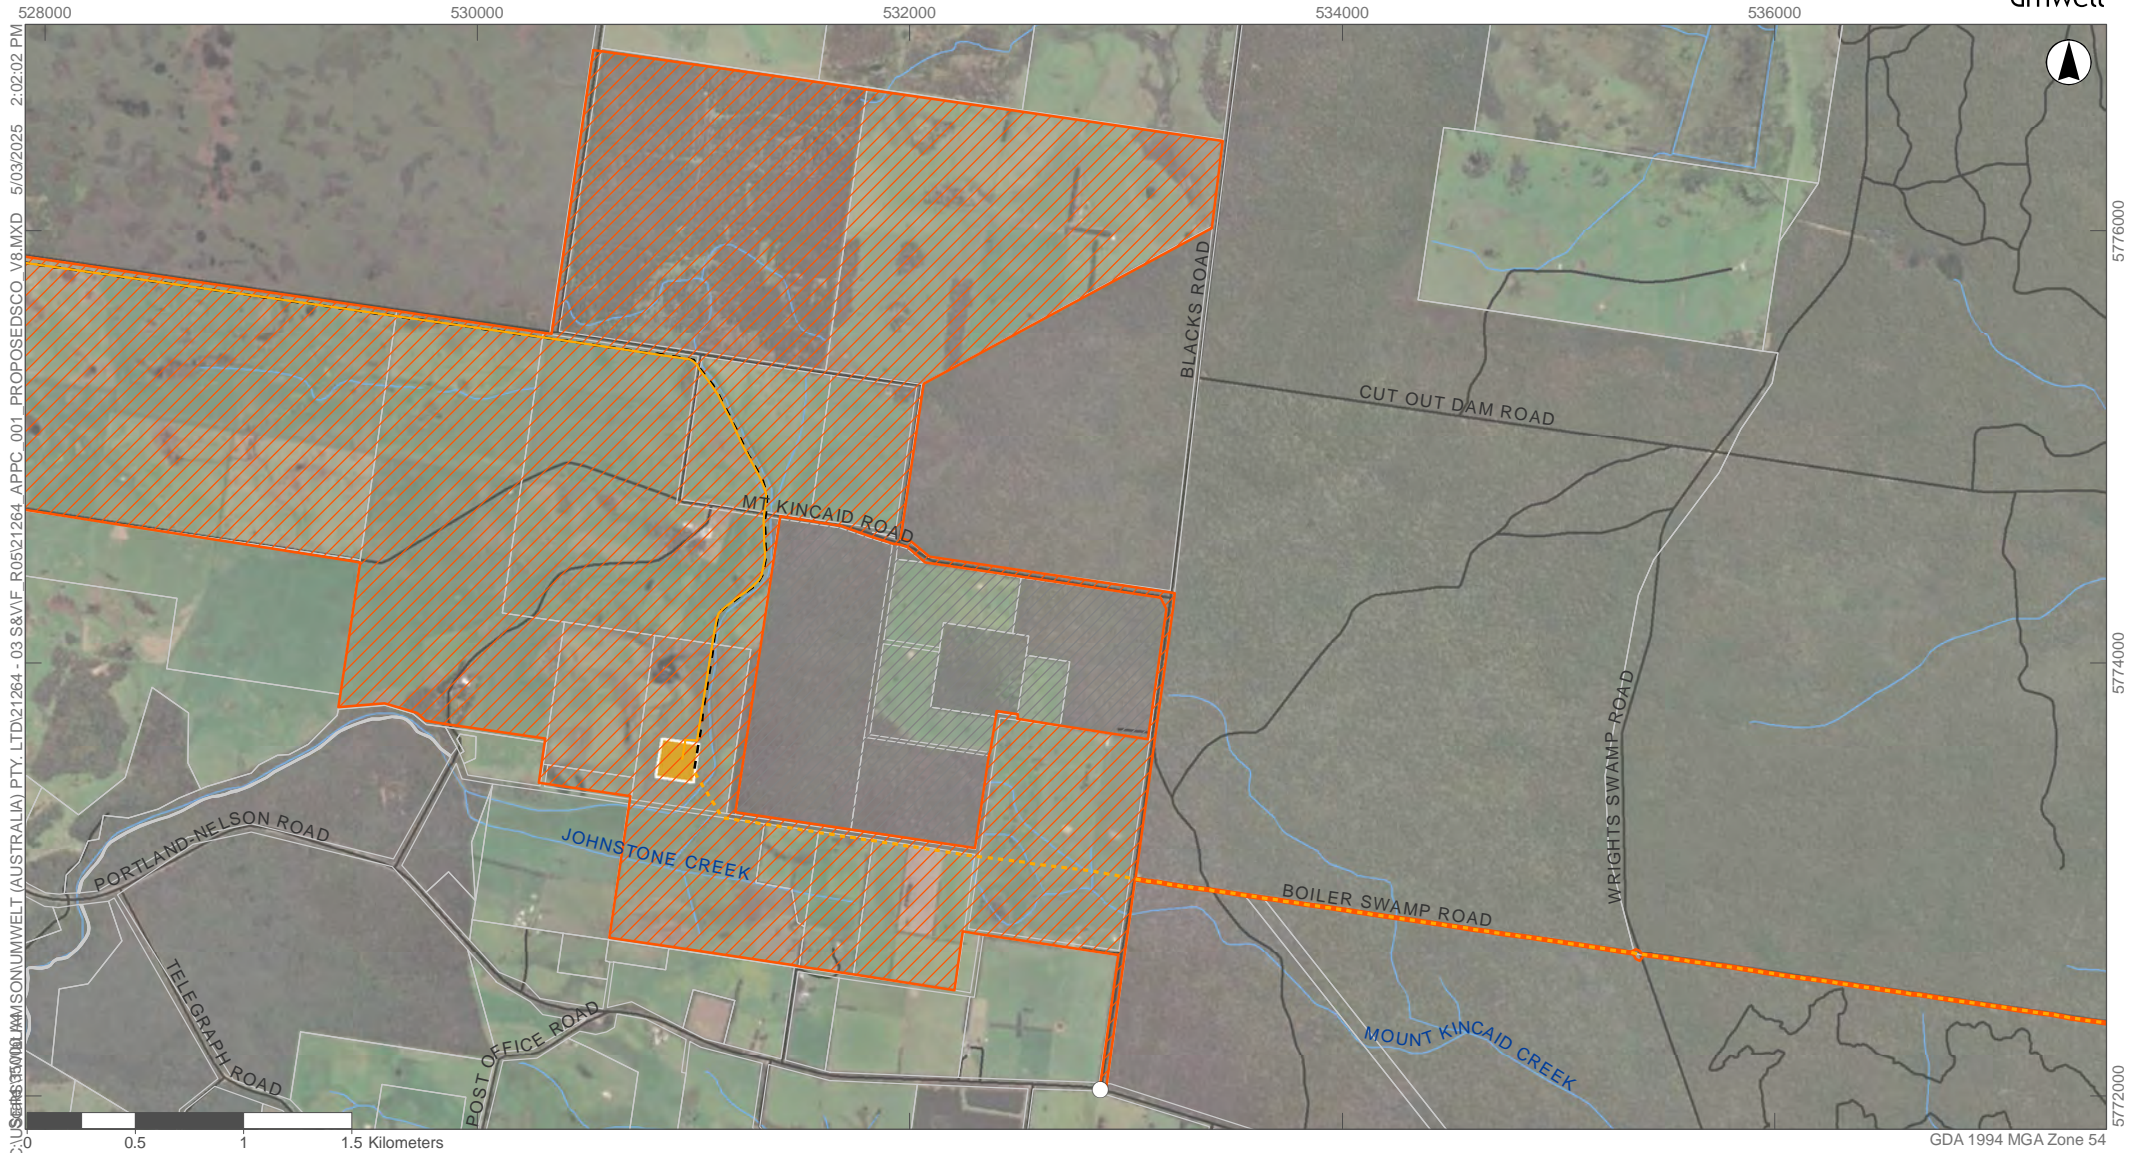 528000
530000
532000
534000
536000
5776000
5774000
5772000
BLACKS ROAD
CUT OUT DAM ROAD
MT KINCAID ROAD
WRIGHTS SWAMP ROAD
PORTLAND-NELSON ROAD
JOHNSTONE CREEK
BOILER SWAMP ROAD
TELEGRAPH ROAD
POST OFFICE ROAD
MOUNT KINCAID CREEK
0
0.5
1
1.5 Kilometers
GDA 1994 MGA Zone 54
5/03/2025 2:02:02 PM